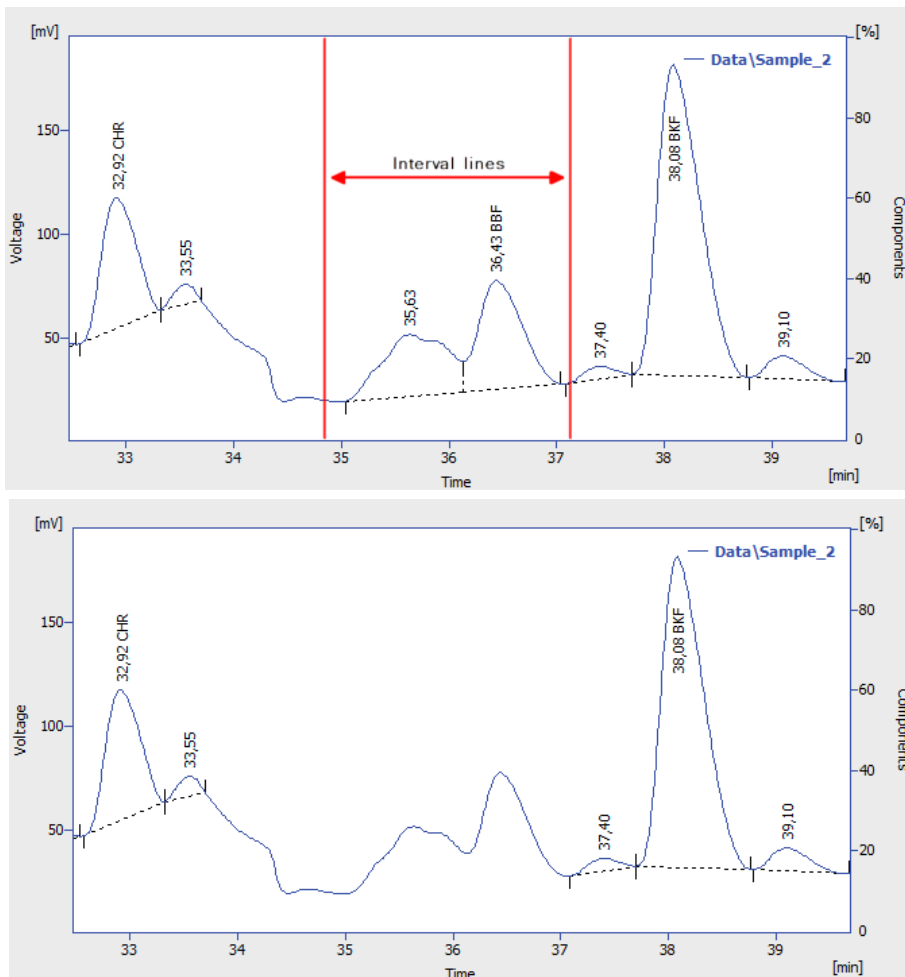 [mV]
[%]
Data\Sample_2
150
100
50
Voltage
32,92 CHR
33,55
Interval lines
35,63
36,43 BBF
37,40
38,08 BKF
39,10
80
60
40
20
0
Components
33
34
35
36
37
38
39
Time
[min]
[mV]
[%]
Data\Sample_2
150
100
50
Voltage
32,92 CHR
33,55
37,40
38,08 BKF
39,10
80
60
40
20
0
Components
33
34
35
36
37
38
39
Time
[min]